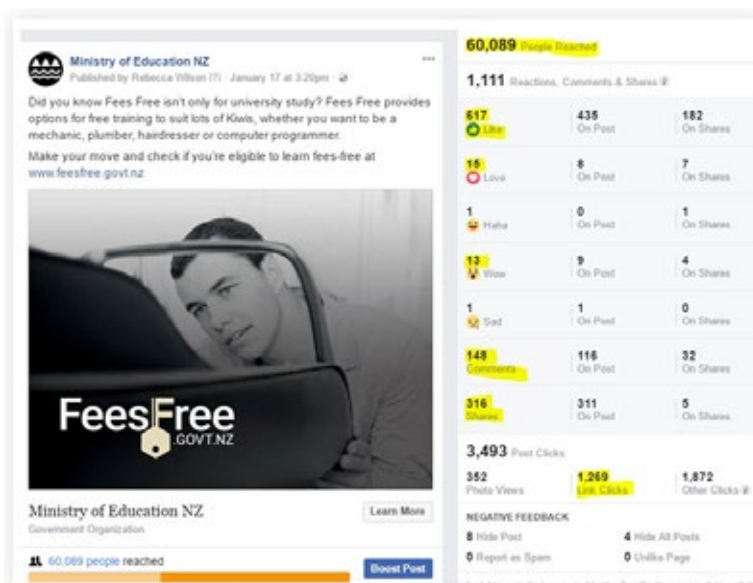 Ministry of Education NZ
Published by Rebecca Wilson [?] · January 17 at 3:20pm ·
Did you know Fees Free isn't only for university study? Fees Free provides
options for free training to suit lots of Kiwis, whether you want to be a
mechanic, plumber, hairdresser or computer programmer.
Make your move and check if you're eligible to learn fees-free at
www.feesfree.govt.nz
FeesFree
.GOVT.NZ
Ministry of Education NZ
Government Organization
Learn More
60,089 people reached
Boost Post
60,089 People Reached
1,111 Reactions, Comments & Shares
617 435 182
Like On Post On Shares
15 8 7
Love On Post On Shares
1 0 1
Haha On Post On Shares
13 9 4
Wow On Post On Shares
1 1 0
Sad On Post On Shares
148 116 32
Comments On Post On Shares
316 311 5
Shares On Post On Shares
3,493 Post Clicks
352 1,269 1,872
Photo Views Link Clicks Other Clicks
NEGATIVE FEEDBACK
8 Hide Post 4 Hide All Posts
0 Report as Spam 0 Unlike Page